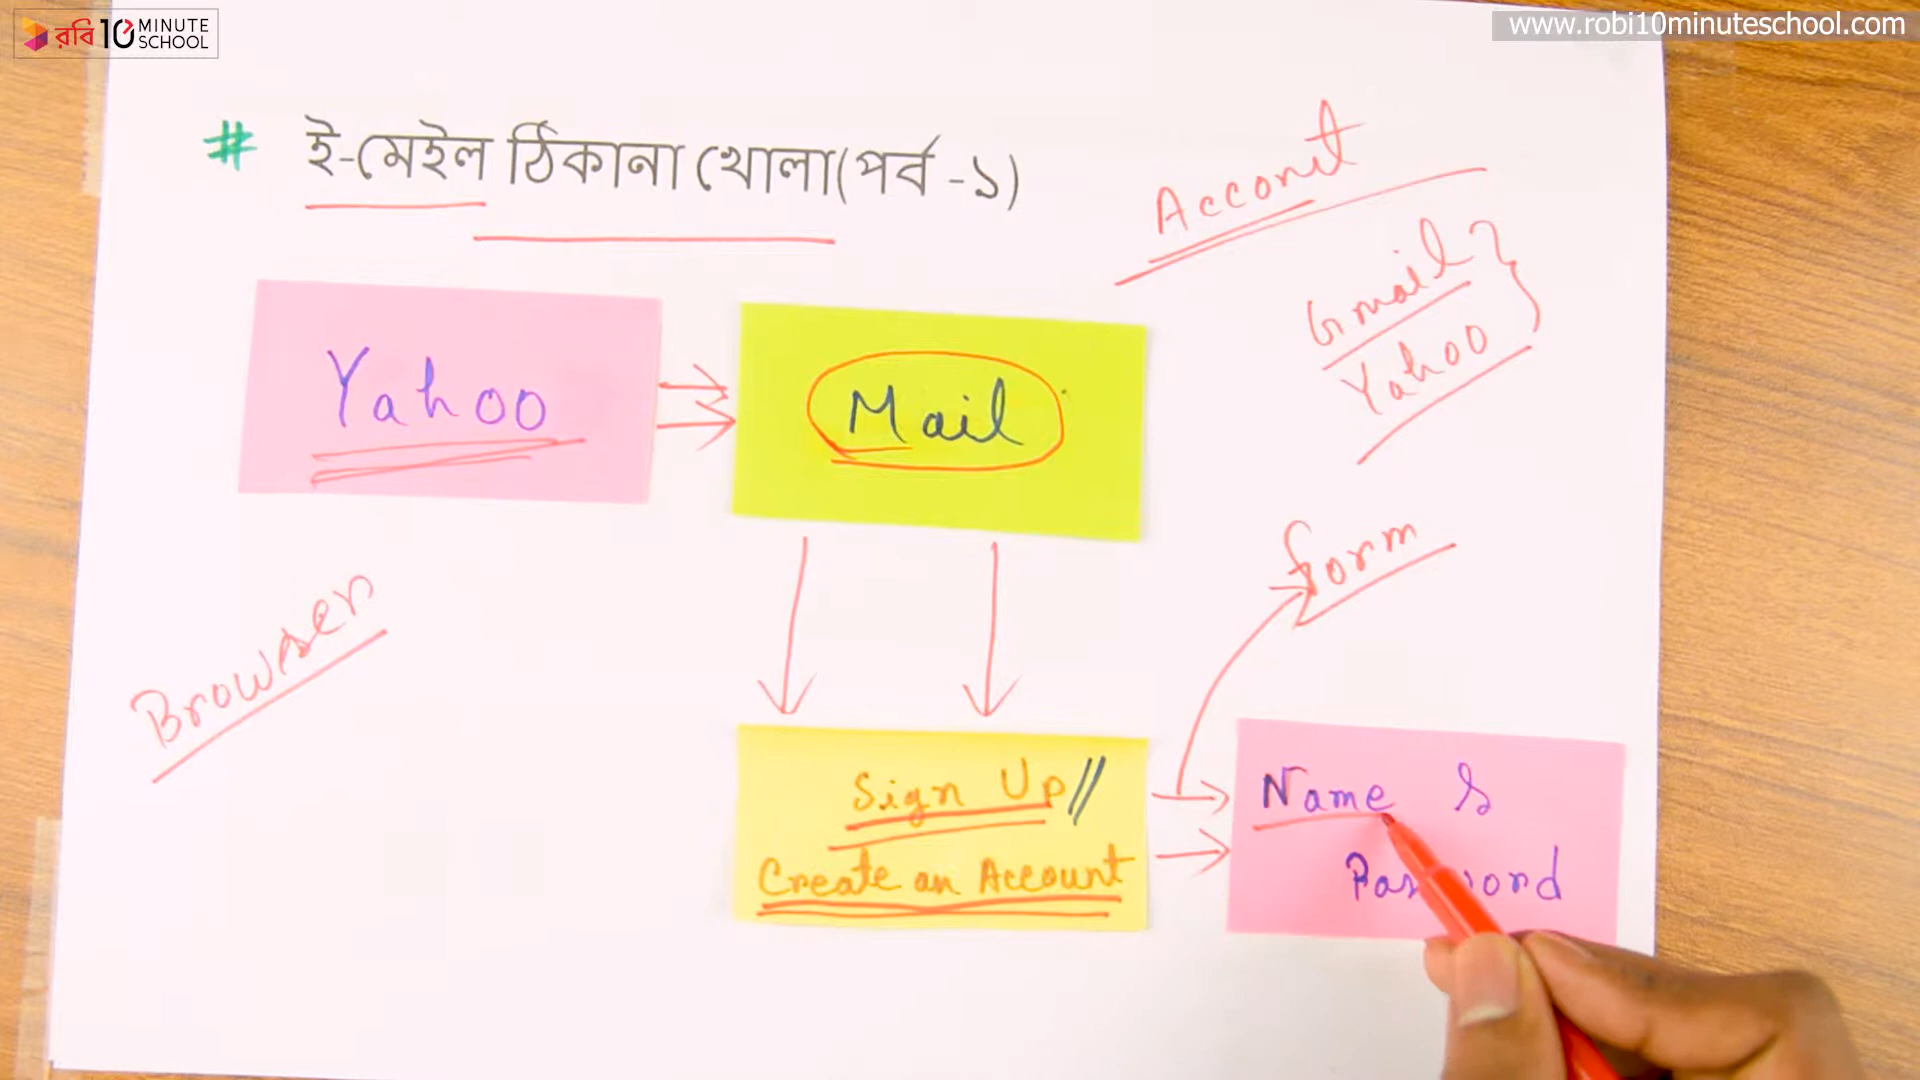 রবি 10 MINUTE SCHOOL
www.robi10minuteschool.com
# ই-মেইল ঠিকানা খোলা(পর্ব -১)
Accont
Gmail
Yahoo
Yahoo
Mail
Browser
form
Sign Up//
Create an Account
Name &